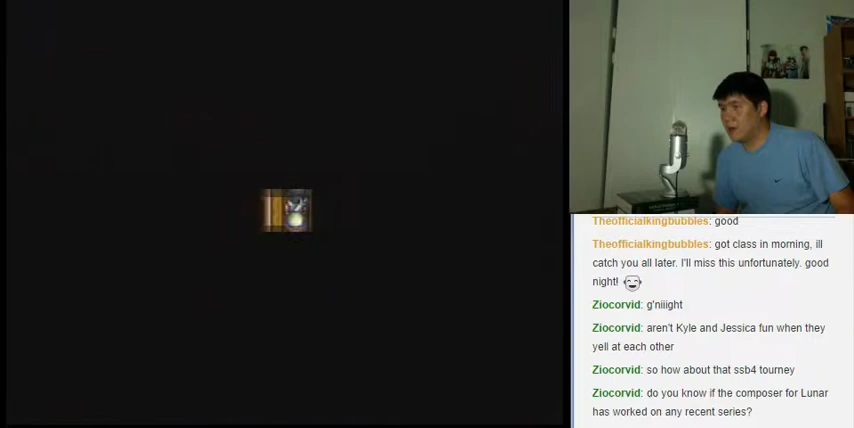 Theofficialkingbubbles: good
Theofficialkingbubbles: got class in morning, ill
catch you all later. I'll miss this unfortunately. good
night!
Ziocorvid: g'niiight
Ziocorvid: aren't Kyle and Jessica fun when they
yell at each other
Ziocorvid: so how about that ssb4 tourney
Ziocorvid: do you know if the composer for Lunar
has worked on any recent series?